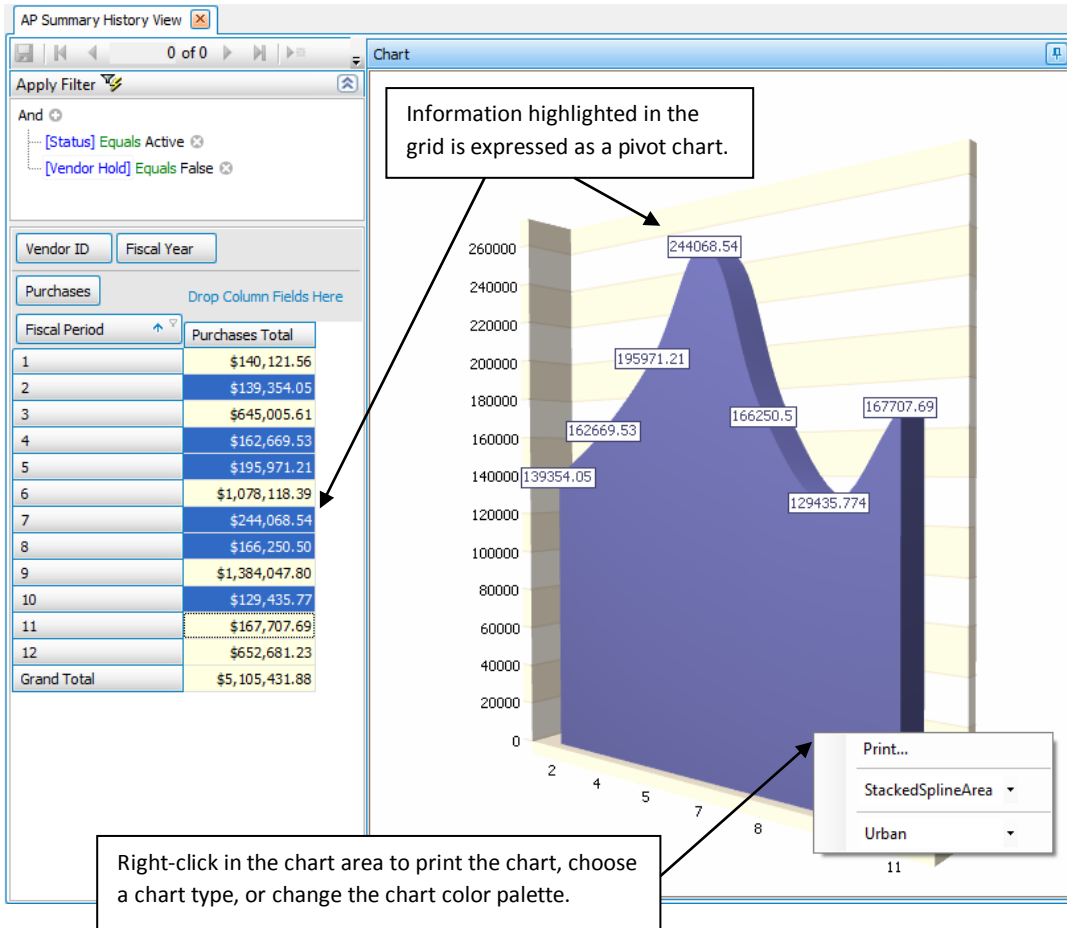 AP Summary History View
0 of 0
Chart
Apply Filter
And
[Status] Equals Active
[Vendor Hold] Equals False
Information highlighted in the
grid is expressed as a pivot chart.
Vendor ID
Fiscal Year
Purchases
Drop Column Fields Here
Fiscal Period
Purchases Total
1 $140,121.56
2 $139,354.05
3 $645,005.61
4 $162,669.53
5 $195,971.21
6 $1,078,118.39
7 $244,068.54
8 $166,250.50
9 $1,384,047.80
10 $129,435.77
11 $167,707.69
12 $652,681.23
Grand Total $5,105,431.88
260000
240000
220000
200000
180000
160000
140000
120000
100000
80000
60000
40000
20000
0
244068.54
195971.21
167707.69
166250.5
162669.53
139354.05
129435.774
2
4
5
7
8
11
Print...
StackedSplineArea
Urban
Right-click in the chart area to print the chart, choose
a chart type, or change the chart color palette.